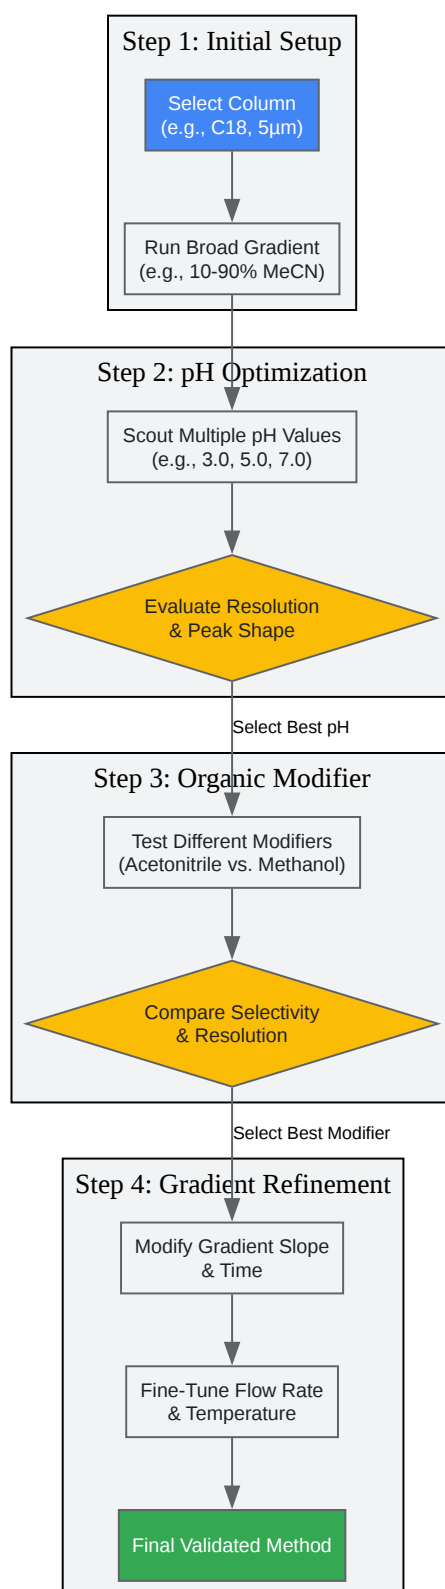 Step 1: Initial Setup
Select Column
(e.g., C18, 5µm)
Run Broad Gradient
(e.g., 10-90% MeCN)
Step 2: pH Optimization
Scout Multiple pH Values
(e.g., 3.0, 5.0, 7.0)
Evaluate Resolution
& Peak Shape
Select Best pH
Step 3: Organic Modifier
Test Different Modifiers
(Acetonitrile vs. Methanol)
Compare Selectivity
& Resolution
Select Best Modifier
Step 4: Gradient Refinement
Modify Gradient Slope
& Time
Fine-Tune Flow Rate
& Temperature
Final Validated Method